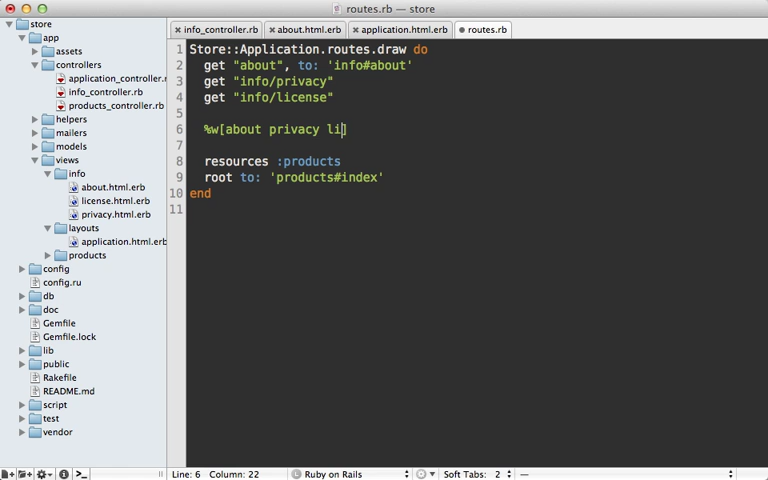 routes.rb — store
store
app
assets
controllers
application_controller.r
info_controller.rb
products_controller.rb
helpers
mailers
models
views
info
about.html.erb
license.html.erb
privacy.html.erb
layouts
application.html.erb
products
config
config.ru
db
doc
Gemfile
Gemfile.lock
lib
public
Rakefile
README.md
script
test
vendor
info_controller.rb about.html.erb application.html.erb routes.rb
1 Store::Application.routes.draw do
2 get "about", to: 'info#about'
3 get "info/privacy"
4 get "info/license"
5
6 %w[about privacy li]
7
8 resources :products
9 root to: 'products#index'
10 end
11
Line: 6 Column: 22 Ruby on Rails Soft Tabs: 2 —